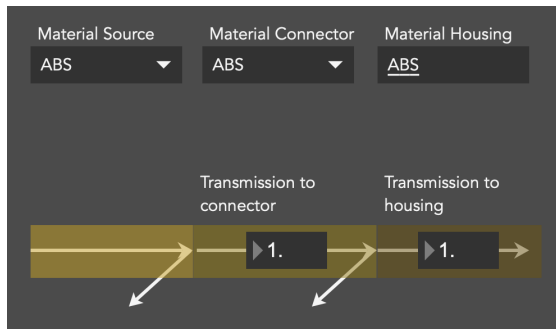 Material Source Material Connector Material Housing
ABS ABS ABS
Transmission to Transmission to
connector housing
1. 1.